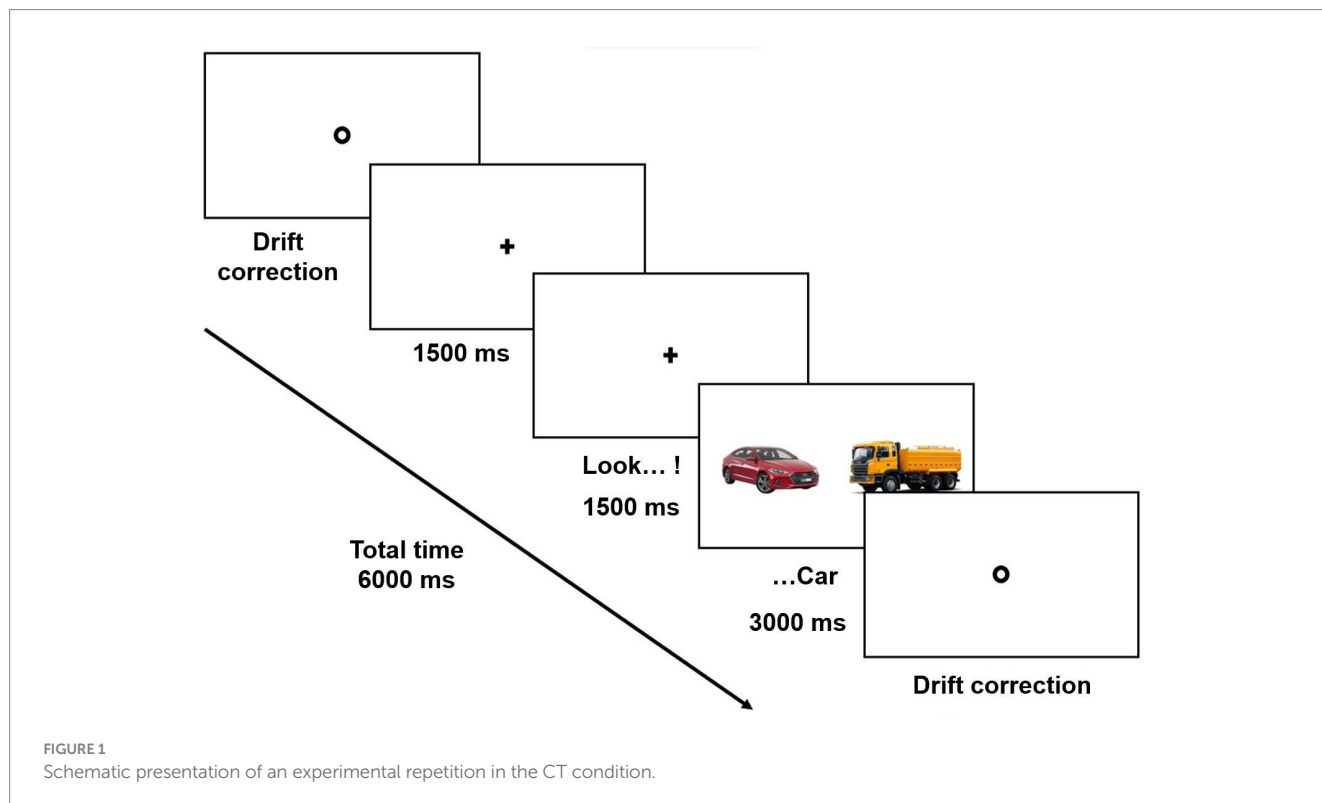 Drift
correction
1500 ms
Look… !
1500 ms
…Car
3000 ms
Total time
6000 ms
Drift correction
FIGURE 1
Schematic presentation of an experimental repetition in the CT condition.